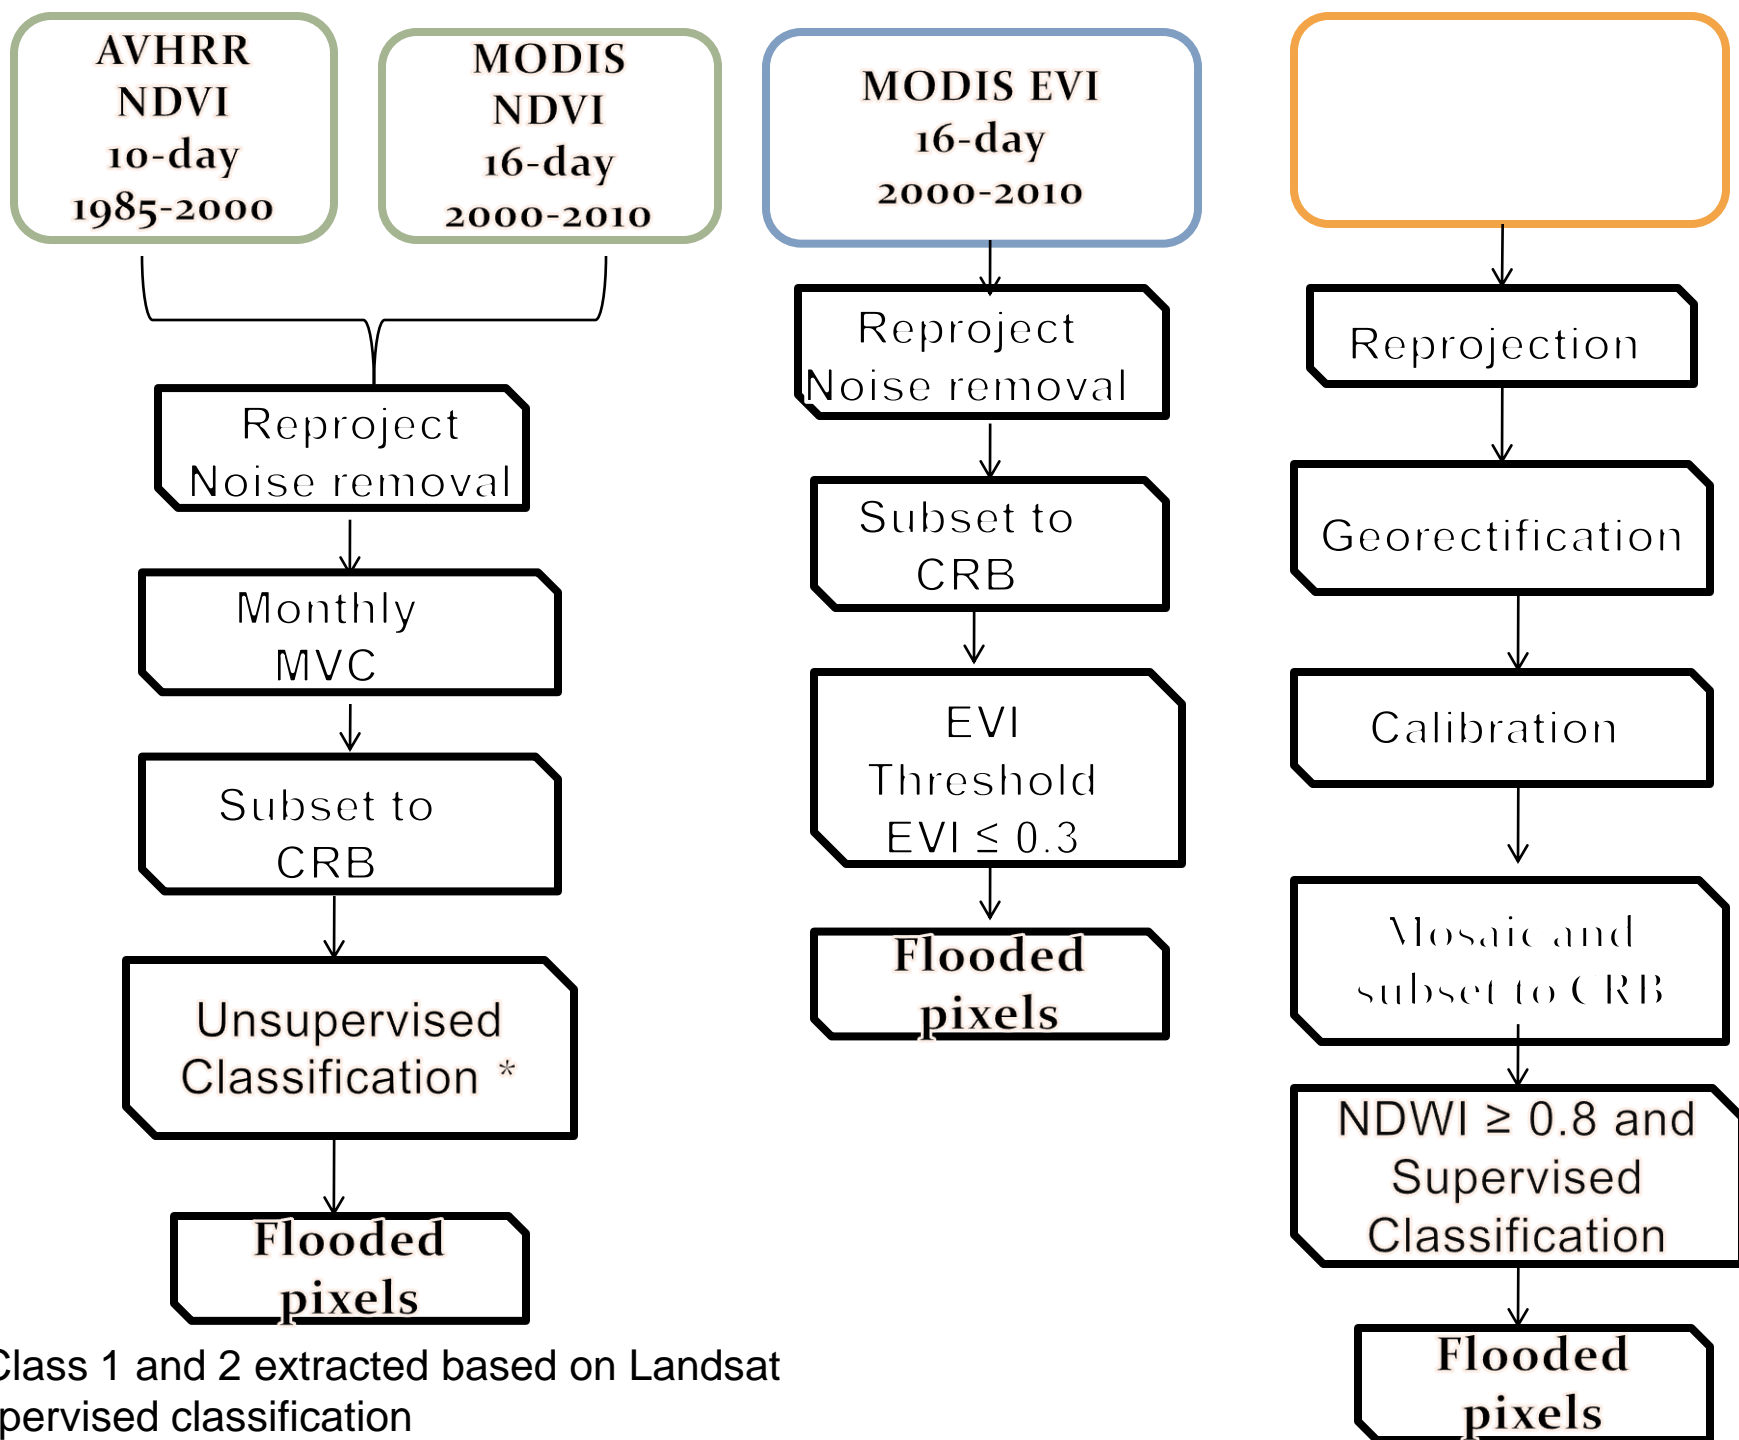 AVHRR
NDVI
10-day
1985-2000
MODIS
NDVI
16-day
2000-2010
Reproject
Noise removal
Monthly
MVC
Subset to
CRB
Unsupervised
Classification *
Flooded
pixels
MODIS EVI
16-day
2000-2010
Reproject
Noise removal
Subset to
CRB
EVI
Threshold
EVI ≤ 0.3
Flooded
pixels
Reprojection
Georectification
Calibration
Mosaic and
subset to CRB
NDWI ≥ 0.8 and
Supervised
Classification
Flooded
pixels
Class 1 and 2 extracted based on Landsat
pervised classification